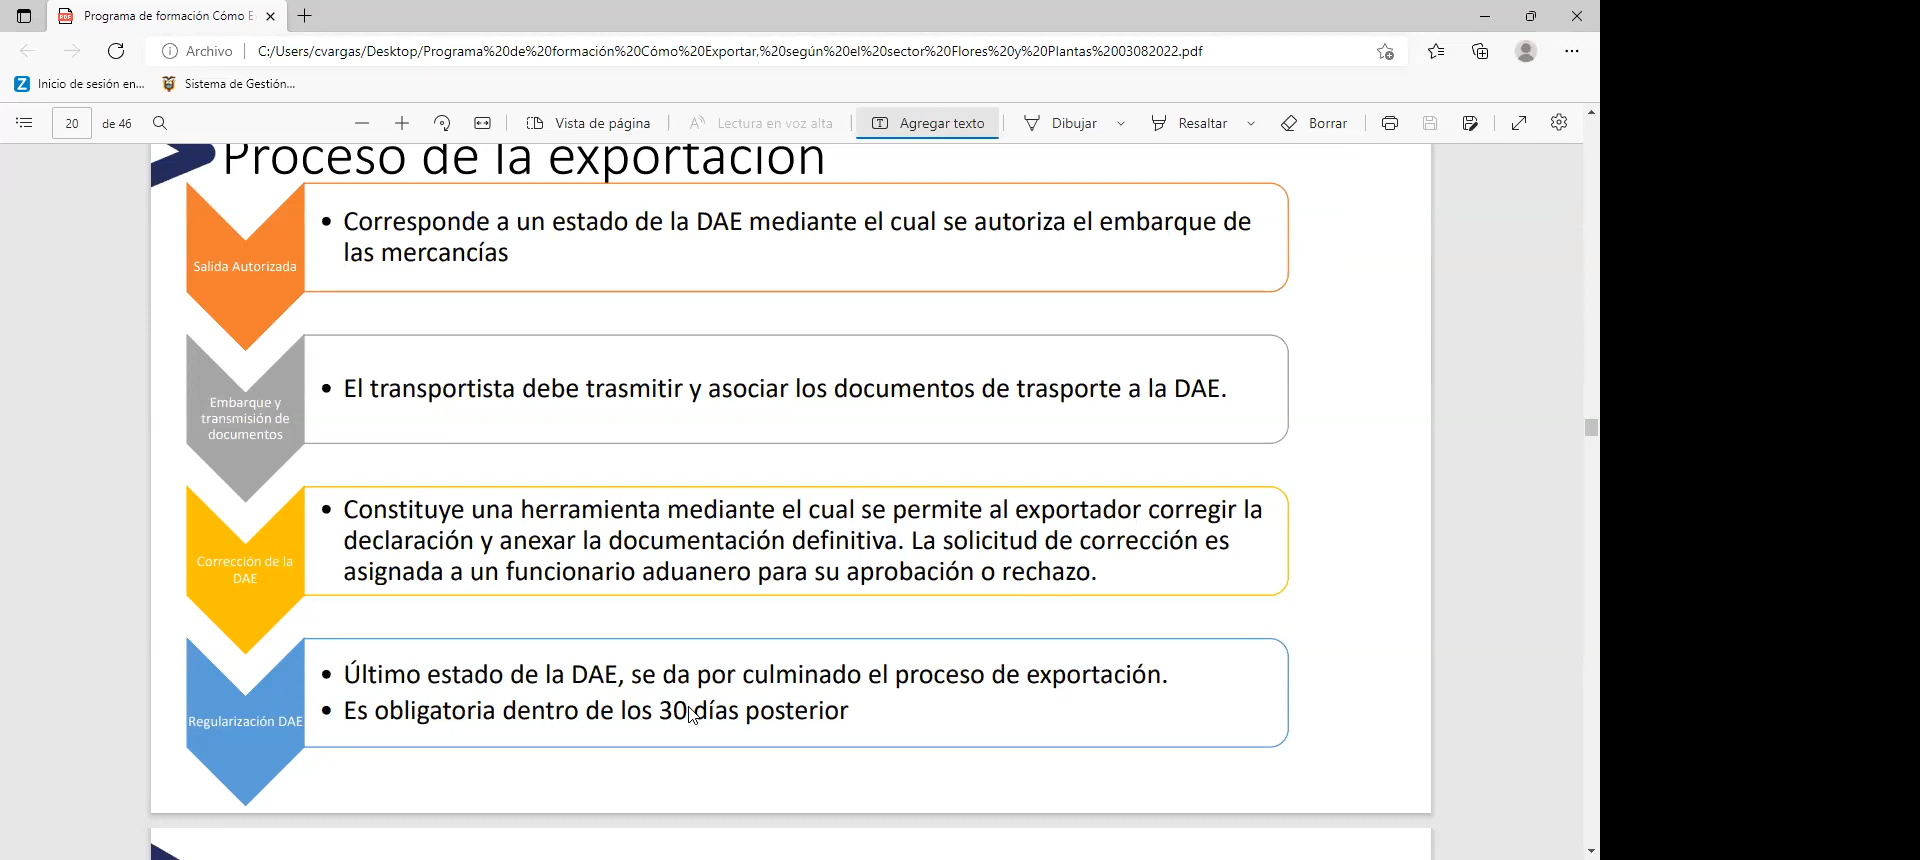 Programa de formación Cómo E
Archivo
C:/Users/cvargas/Desktop/Programa%20de%20formación%20Cómo%20Exportar,%20según%20el%20sector%20Flores%20y%20Plantas%2003082022.pdf
Inicio de sesión en...
Sistema de Gestión...
20 de 46
Vista de página
Lectura en voz alta
Agregar texto
Dibujar
Resaltar
Borrar
Proceso de la exportación
Salida Autorizada
• Corresponde a un estado de la DAE mediante el cual se autoriza el embarque de
las mercancías
Embarque y
transmisión de
documentos
• El transportista debe trasmitir y asociar los documentos de trasporte a la DAE.
Corrección de la
DAE
• Constituye una herramienta mediante el cual se permite al exportador corregir la
declaración y anexar la documentación definitiva. La solicitud de corrección es
asignada a un funcionario aduanero para su aprobación o rechazo.
Regularización DAE
• Último estado de la DAE, se da por culminado el proceso de exportación.
• Es obligatoria dentro de los 30 días posterior